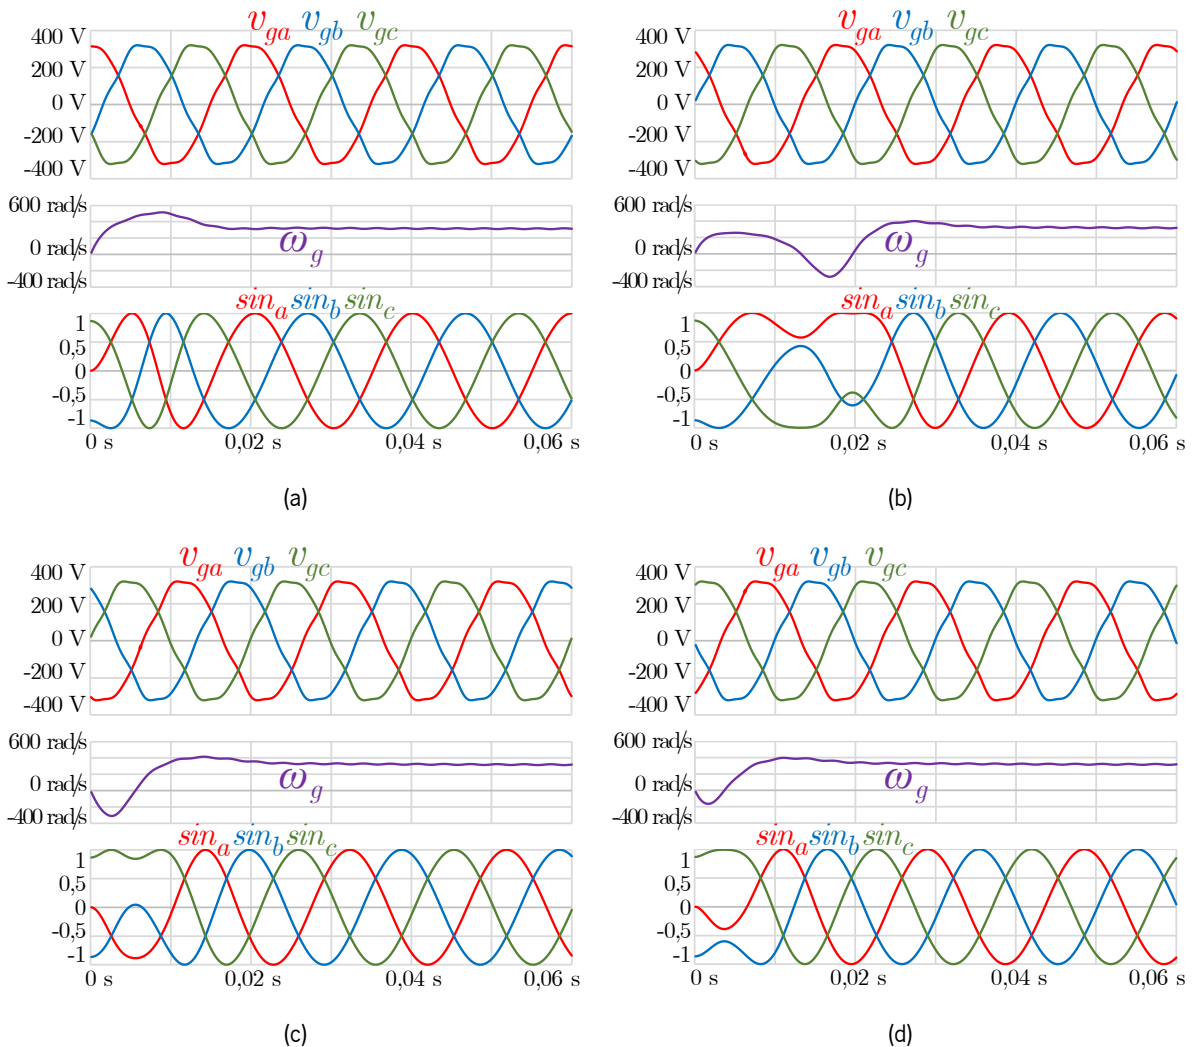 v_ga v_gb v_gc
400 V
200 V
0 V
-200 V
-400 V
600 rad/s
0 rad/s
-400 rad/s
ω_g
sin_a sin_b sin_c
1
0,5
0
-0,5
-1
0 s 0,02 s 0,04 s 0,06 s
(a)
v_ga v_gb v_gc
400 V
200 V
0 V
-200 V
-400 V
600 rad/s
0 rad/s
-400 rad/s
ω_g
sin_a sin_b sin_c
1
0,5
0
-0,5
-1
0 s 0,02 s 0,04 s 0,06 s
(b)
v_ga v_gb v_gc
400 V
200 V
0 V
-200 V
-400 V
600 rad/s
0 rad/s
-400 rad/s
ω_g
sin_a sin_b sin_c
1
0,5
0
-0,5
-1
0 s 0,02 s 0,04 s 0,06 s
(c)
v_ga v_gb v_gc
400 V
200 V
0 V
-200 V
-400 V
600 rad/s
0 rad/s
-400 rad/s
ω_g
sin_a sin_b sin_c
1
0,5
0
-0,5
-1
0 s 0,02 s 0,04 s 0,06 s
(d)